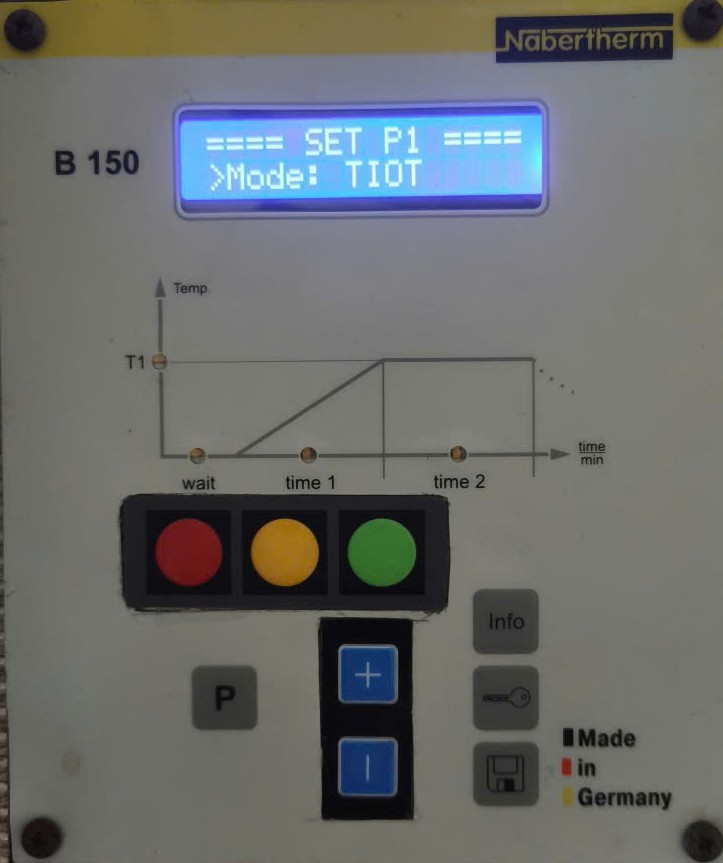 Nabertherm
B 150
==== SET P1 ====
>Mode: TIOT
Temp.
T1
time
min
wait time 1 time 2
Info
P
Made
in
Germany